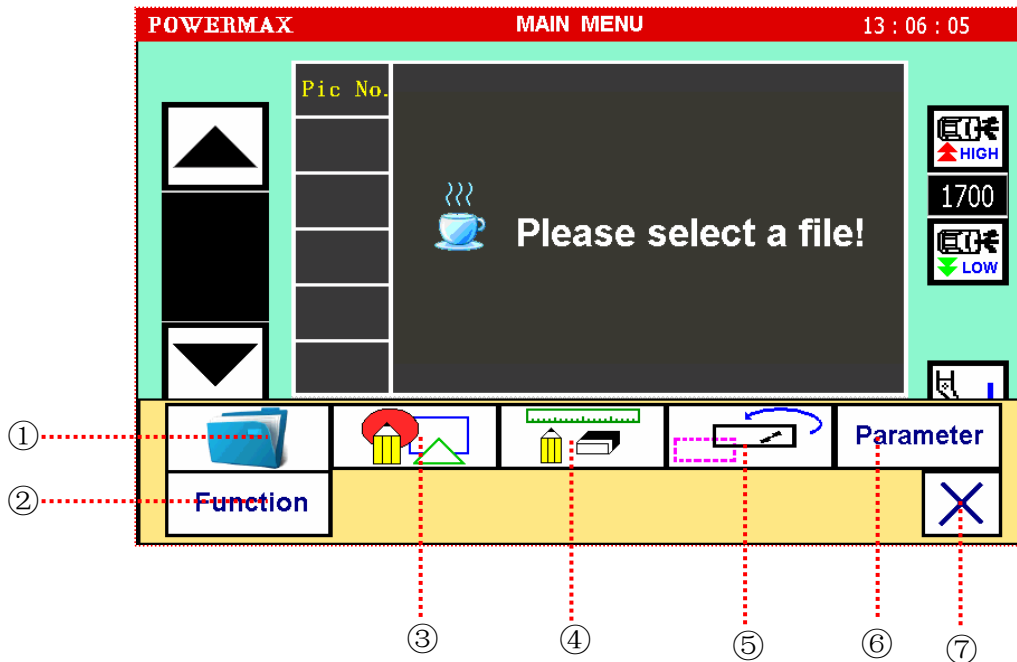 POWERMAX MAIN MENU 13 : 06 : 05
Pic No.
HIGH
1700
Please select a file!
LOW
① Parameter
② Function
③ ④ ⑤ ⑥ ⑦